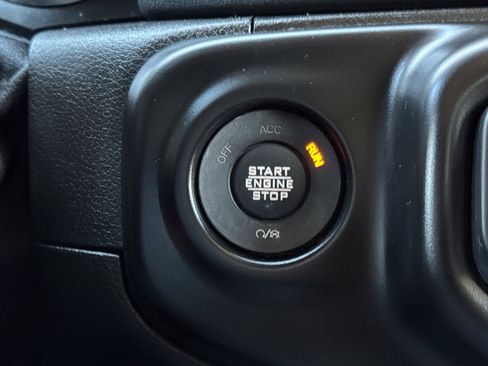 OFF
ACC
RUN
START
ENGINE
STOP